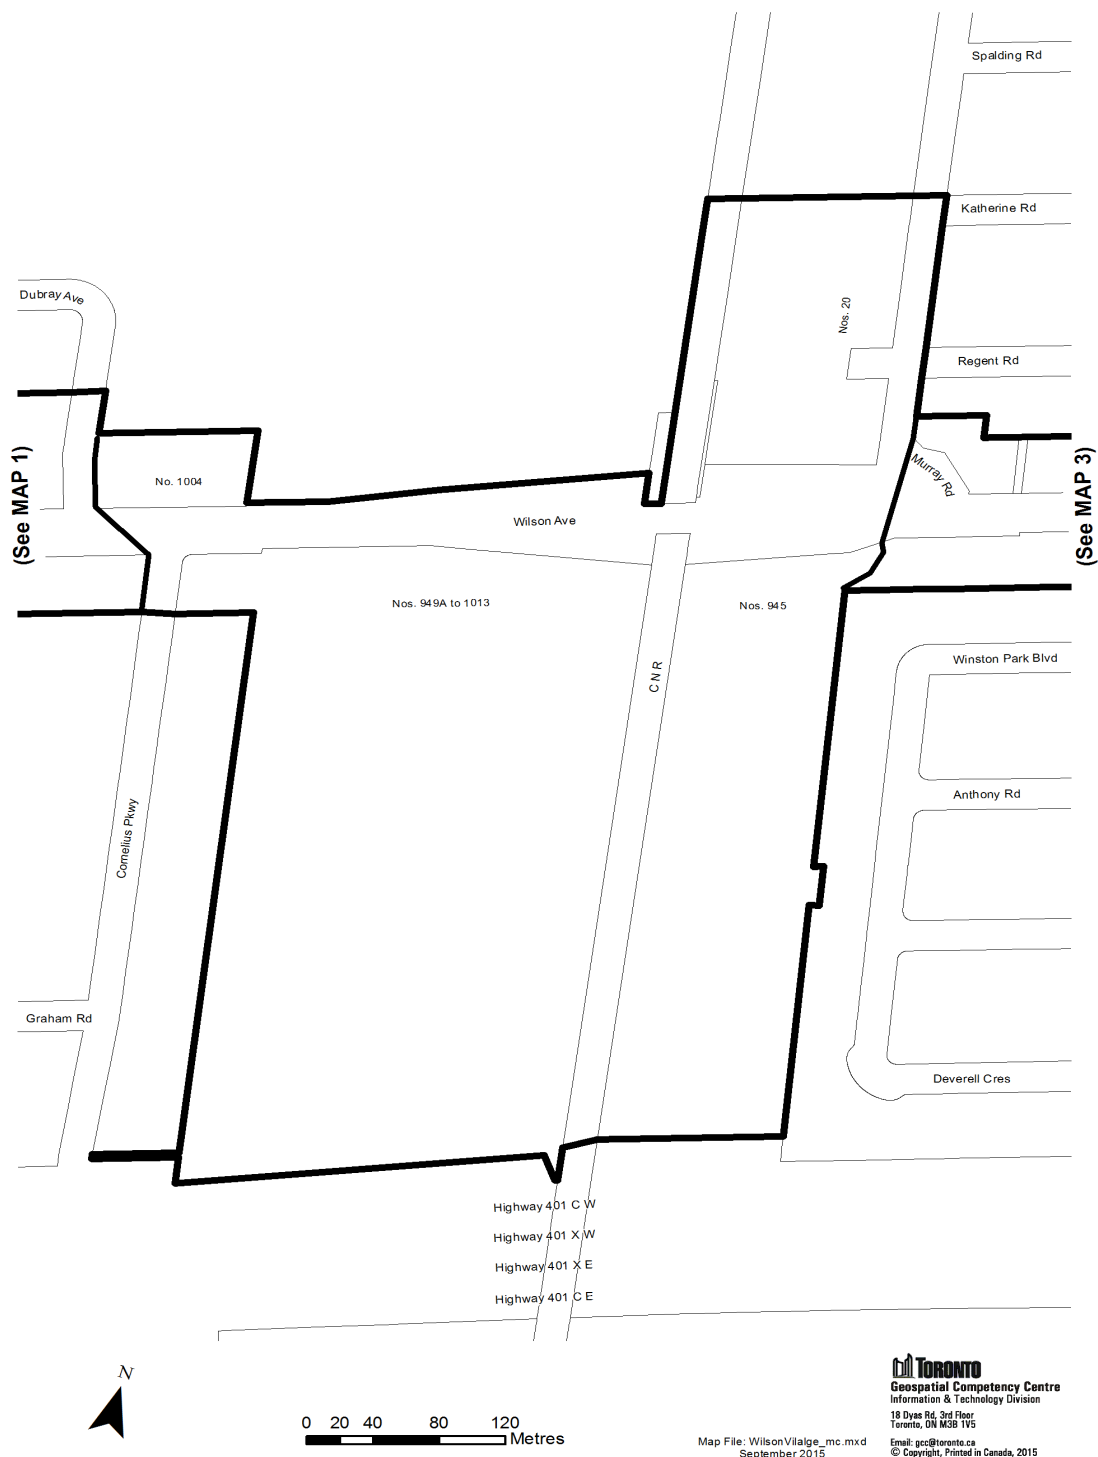 Spalding Rd
Katherine Rd
Dubray Ave
Nos. 20
Regent Rd
(See MAP 1)
No. 1004
Murray Rd
(See MAP 3)
Wilson Ave
Nos. 949A to 1013
Nos. 945
C N R
Winston Park Blvd
Anthony Rd
Cornelius Pkwy
Graham Rd
Deverell Cres
Highway 401 C W
Highway 401 X W
Highway 401 X E
Highway 401 C E
N
0 20 40 80 120
Metres
TORONTO
Geospatial Competency Centre
Information & Technology Division
18 Dyas Rd, 3rd Floor
Toronto, ON M3B 1V5
Email: gcc@toronto.ca
© Copyright, Printed in Canada, 2015
Map File: WilsonVilalge_mc.mxd
September 2015